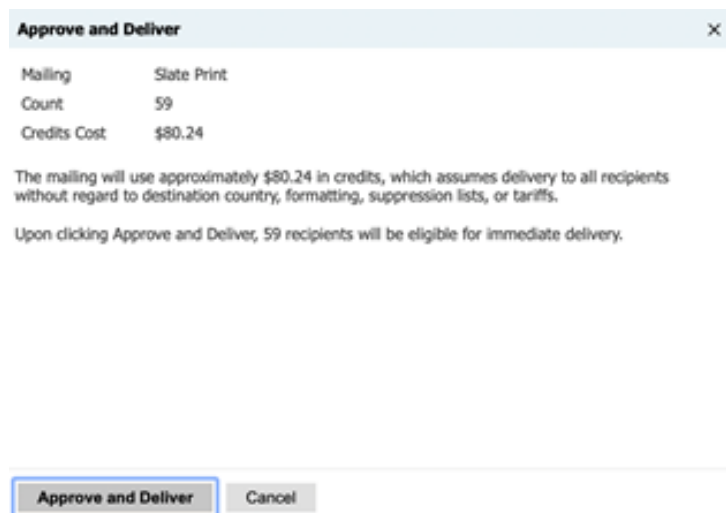 Approve and Deliver ×
Mailing Slate Print
Count 59
Credits Cost $80.24
The mailing will use approximately $80.24 in credits, which assumes delivery to all recipients
without regard to destination country, formatting, suppression lists, or tariffs.
Upon clicking Approve and Deliver, 59 recipients will be eligible for immediate delivery.
Approve and Deliver Cancel